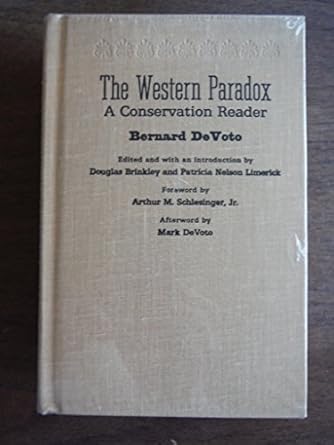 The Western Paradox
A Conservation Reader
Bernard DeVoto
Edited and with an introduction by
Douglas Brinkley and Patricia Nelson Limerick
Foreword by
Arthur M. Schlesinger, Jr.
Afterword by
Mark DeVoto